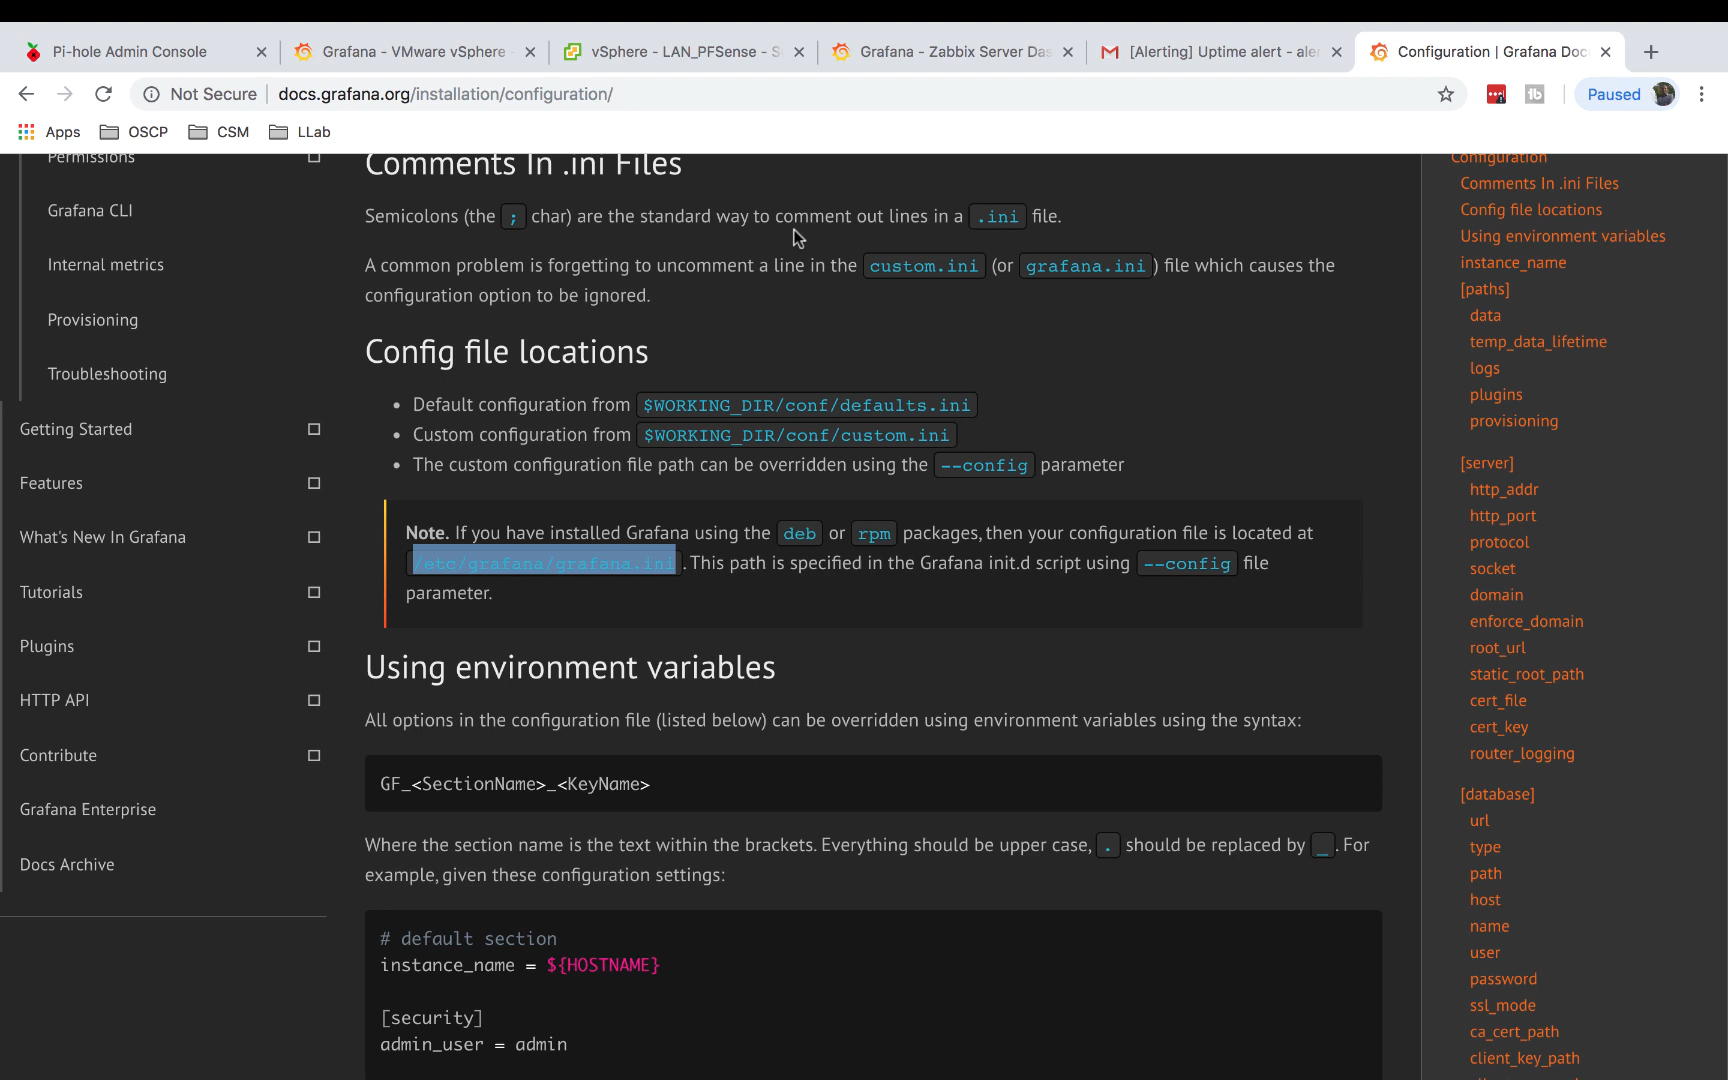 Pi-hole Admin Console
Grafana - VMware vSphere
vSphere - LAN_PFSense - S
Grafana - Zabbix Server Das
[Alerting] Uptime alert - aler
Configuration | Grafana Doc
Not Secure
docs.grafana.org/installation/configuration/
Paused
Apps
OSCP
CSM
LLab
Permissions
Grafana CLI
Internal metrics
Provisioning
Troubleshooting
Getting Started
Features
What's New In Grafana
Tutorials
Plugins
HTTP API
Contribute
Grafana Enterprise
Docs Archive
Comments In .ini Files
Semicolons (the ; char) are the standard way to comment out lines in a .ini file.
A common problem is forgetting to uncomment a line in the custom.ini (or grafana.ini) file which causes the
configuration option to be ignored.
Config file locations
• Default configuration from $WORKING_DIR/conf/defaults.ini
• Custom configuration from $WORKING_DIR/conf/custom.ini
• The custom configuration file path can be overridden using the --config parameter
Note. If you have installed Grafana using the deb or rpm packages, then your configuration file is located at
/etc/grafana/grafana.ini. This path is specified in the Grafana init.d script using --config file
parameter.
Using environment variables
All options in the configuration file (listed below) can be overridden using environment variables using the syntax:
GF_<SectionName>_<KeyName>
Where the section name is the text within the brackets. Everything should be upper case, . should be replaced by _. For
example, given these configuration settings:
# default section
instance_name = ${HOSTNAME}
[security]
admin_user = admin
Configuration
Comments In .ini Files
Config file locations
Using environment variables
instance_name
[paths]
data
temp_data_lifetime
logs
plugins
provisioning
[server]
http_addr
http_port
protocol
socket
domain
enforce_domain
root_url
static_root_path
cert_file
cert_key
router_logging
[database]
url
type
path
host
name
user
password
ssl_mode
ca_cert_path
client_key_path